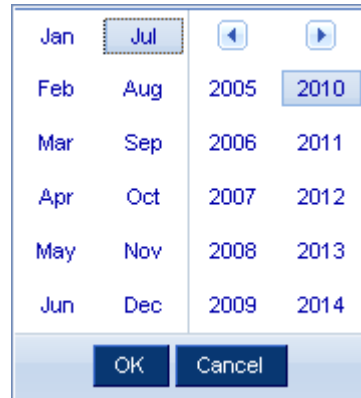 Jan Jul
Feb Aug 2005 2010
Mar Sep 2006 2011
Apr Oct 2007 2012
May Nov 2008 2013
Jun Dec 2009 2014
OK Cancel